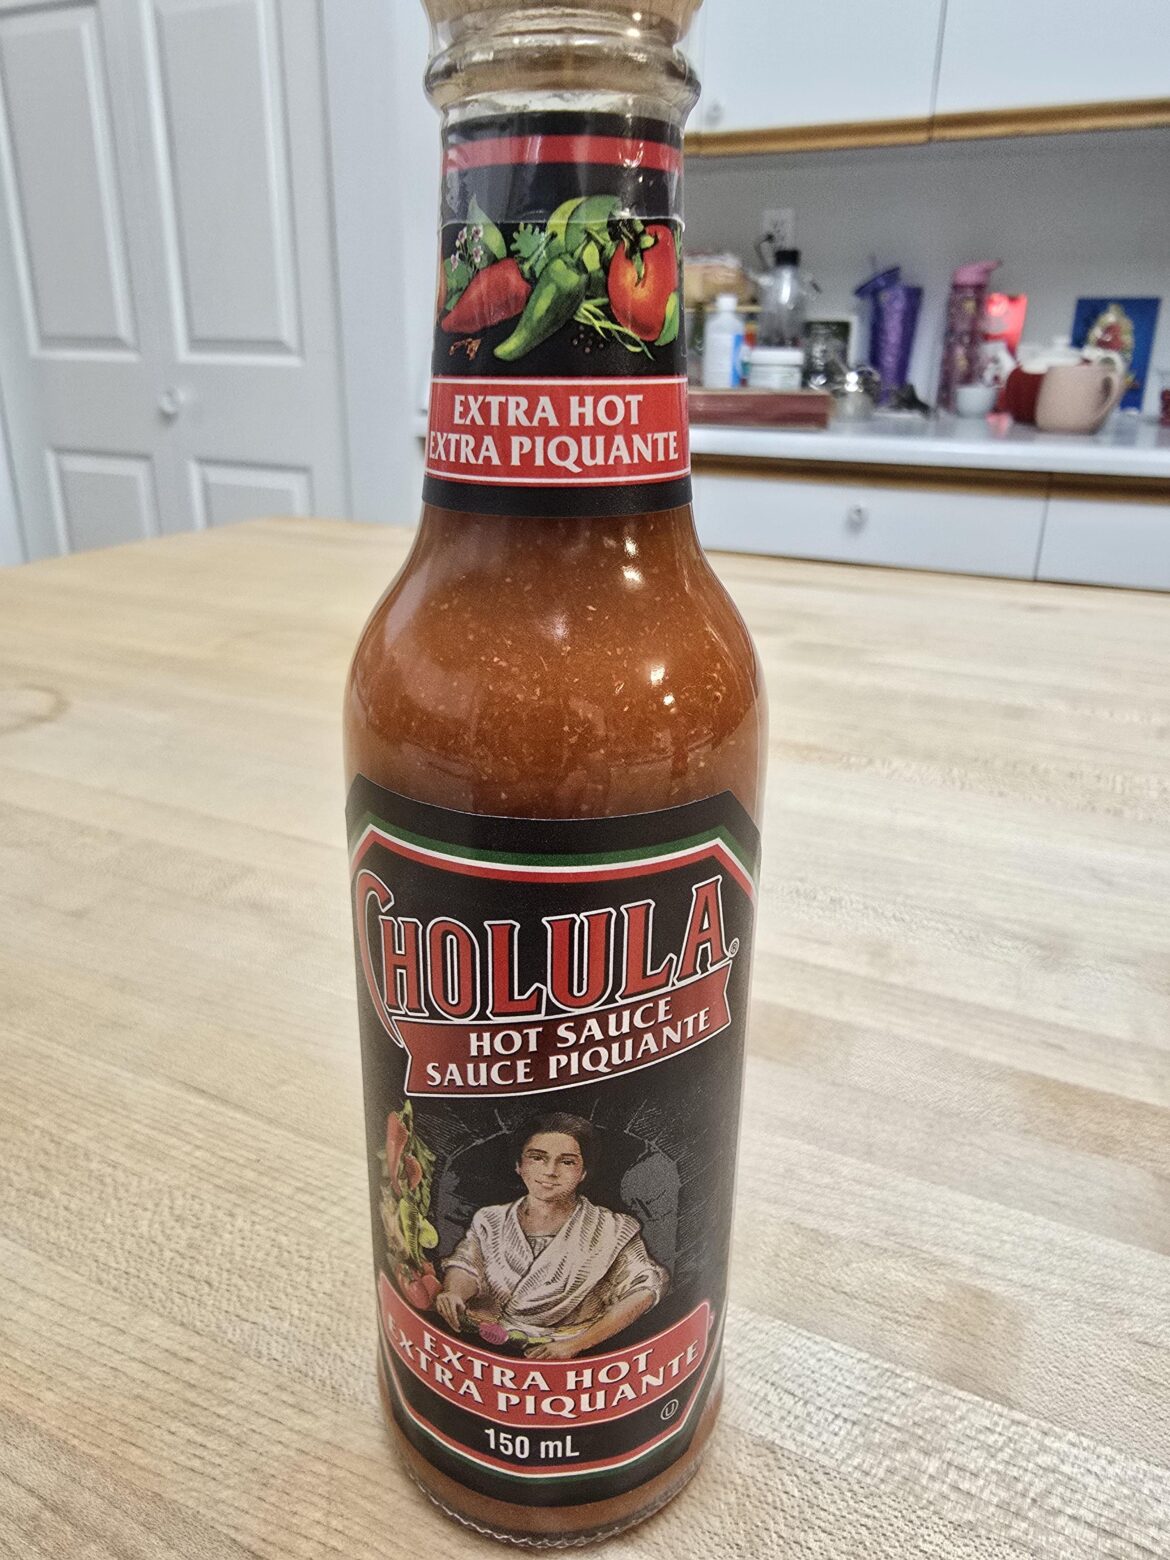 EXTRA HOT
EXTRA PIQUANTE
CHOLULA®
HOT SAUCE
SAUCE PIQUANTE
EXTRA HOT
EXTRA PIQUANTE
U
150 mL